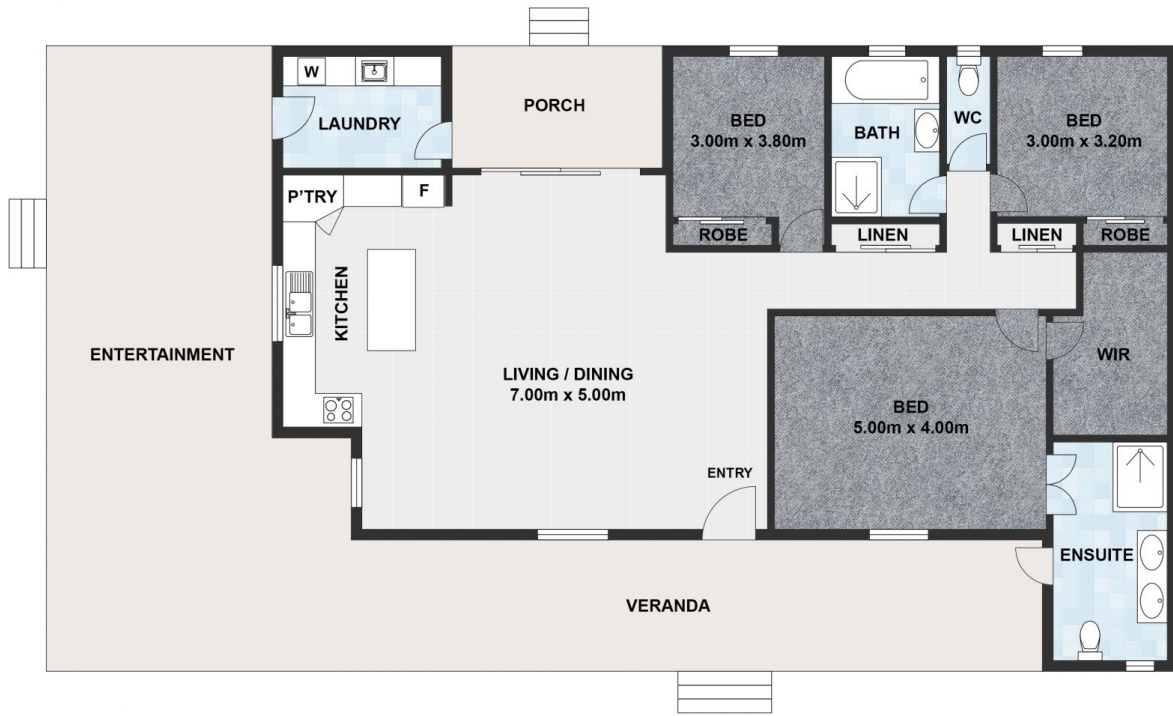 W
LAUNDRY
PORCH
BED
3.00m x 3.80m
BATH
WC
BED
3.00m x 3.20m
P'TRY
F
ROBE
LINEN
LINEN
ROBE
KITCHEN
ENTERTAINMENT
LIVING / DINING
7.00m x 5.00m
WIR
BED
5.00m x 4.00m
ENTRY
ENSUITE
VERANDA